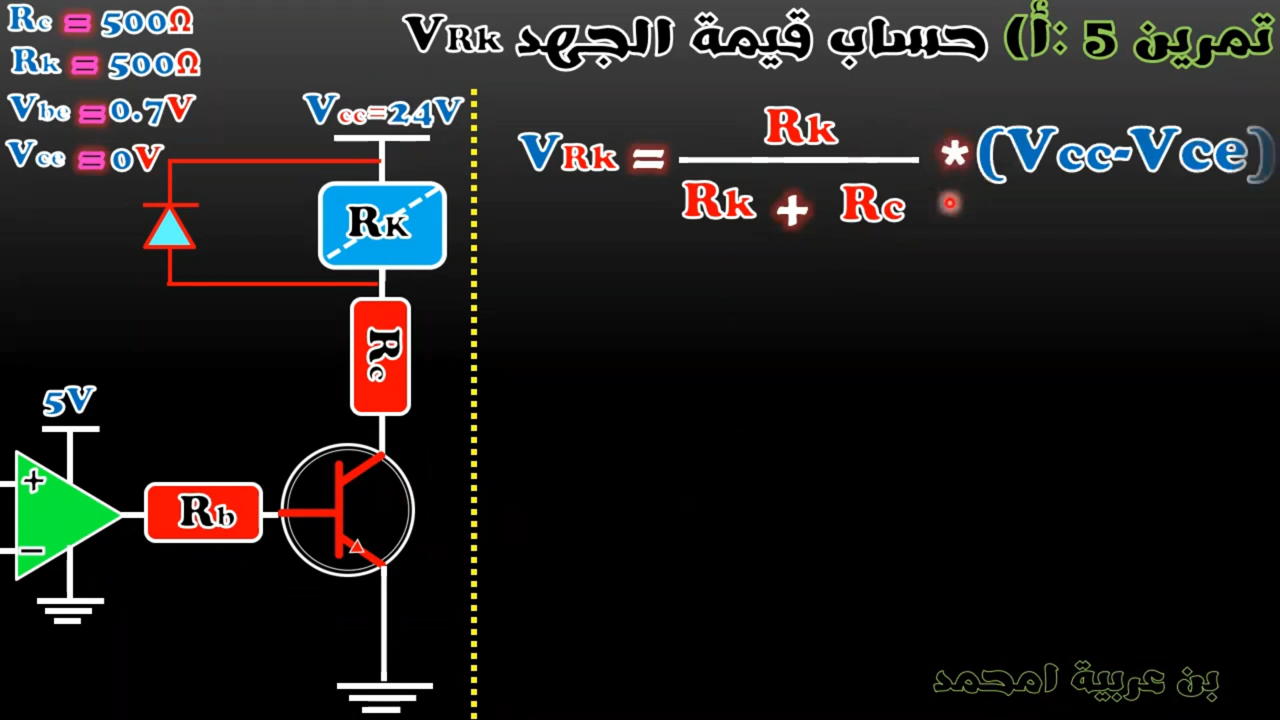 تمرين 5 :أ) حساب قيمة الجهد VRk
Rc = 500Ω
Rk = 500Ω
Vbe =0.7V
Vce =0V
Vcc=24V
VRk = Rk
Rk + Rc
*(Vcc-Vce)
Rk
Rc
5V
+
Rb
−
بن عربية امحمد